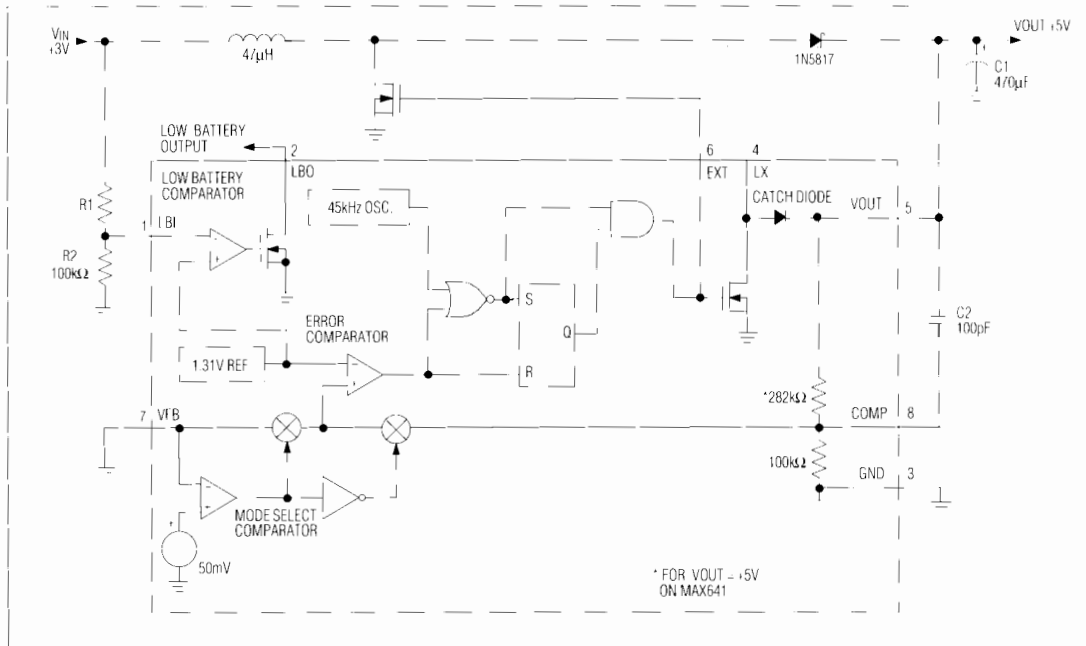 VIN
+3V
47µH
1N5817
VOUT +5V
C1
470µF
LOW BATTERY
OUTPUT
2
LBO
6
EXT
4
LX
LOW BATTERY
COMPARATOR
45kHz OSC.
CATCH DIODE
VOUT
5
R1
1
LBI
R2
100kΩ
S
Q
R
C2
100pF
ERROR
COMPARATOR
1.31V REF
*282kΩ
7
VFB
COMP
8
100kΩ
GND
3
MODE SELECT
COMPARATOR
50mV
* FOR VOUT = +5V
ON MAX641